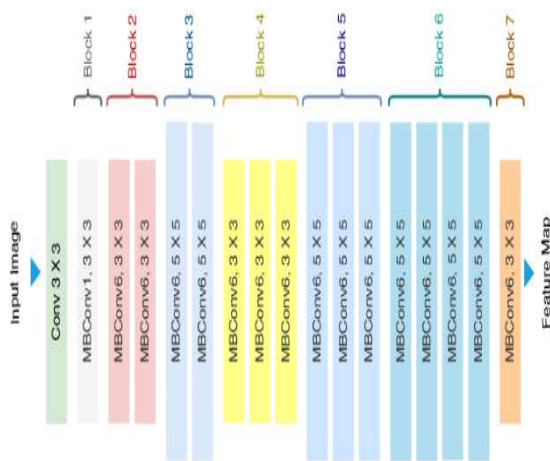 Input Image
Conv 3 X 3
Block 1
MBConv1, 3 X 3
Block 2
MBConv6, 3 X 3
MBConv6, 3 X 3
Block 3
MBConv6, 5 X 5
MBConv6, 5 X 5
Block 4
MBConv6, 3 X 3
MBConv6, 3 X 3
MBConv6, 3 X 3
Block 5
MBConv6, 5 X 5
MBConv6, 5 X 5
MBConv6, 5 X 5
Block 6
MBConv6, 5 X 5
MBConv6, 5 X 5
MBConv6, 5 X 5
MBConv6, 5 X 5
Block 7
MBConv6, 3 X 3
Feature Map